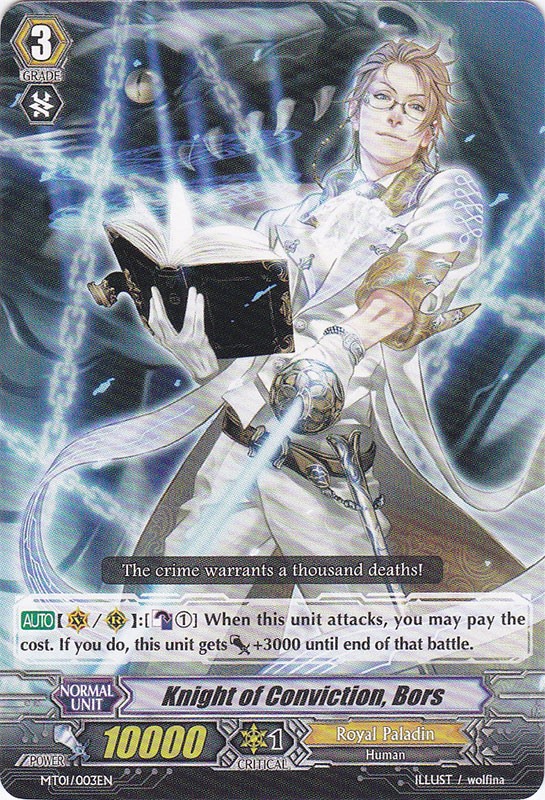 3
GRADE
The crime warrants a thousand deaths!
AUTO [ V / R ]:[ ① ] When this unit attacks, you may pay the
cost. If you do, this unit gets +3000 until end of that battle.
NORMAL
UNIT
Knight of Conviction, Bors
POWER
10000
1
CRITICAL
Royal Paladin
Human
MT01/003EN
ILLUST / wolfina